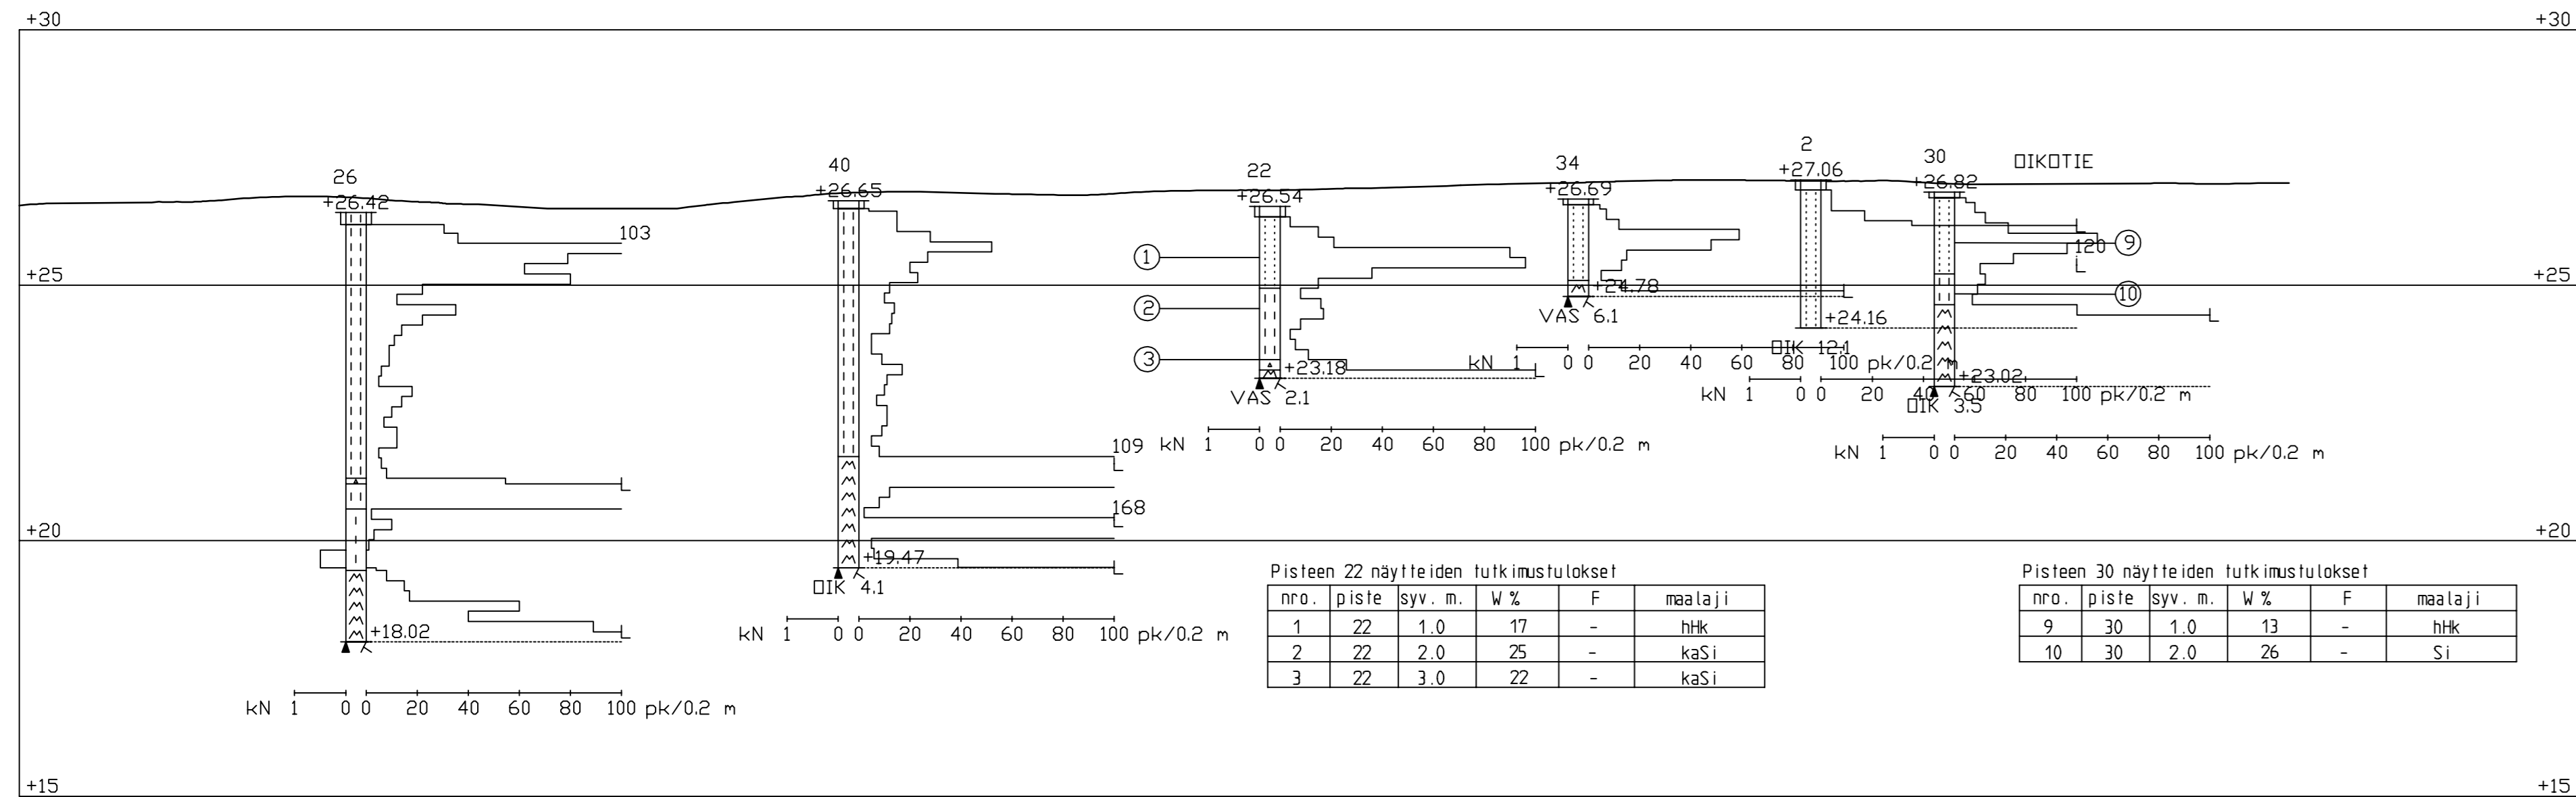 +30 +30
26
+26.42
103
+18.02
kN 1 0 0 20 40 60 80 100 pk/0.2 m
40
+26.65
109
168
+19.47
OIK 4.1
kN 1 0 0 20 40 60 80 100 pk/0.2 m
22
+26.54
1
2
3
+23.18
VAS 2.1
kN 1 0 0 20 40 60 80 100 pk/0.2 m
34
+26.69
+24.78
VAS 6.1
kN 1 0 0 20 40 60 80 100 pk/0.2 m
2
+27.06
+24.16
OIK 12.1
kN 1 0 0 20 40 60 80 100 pk/0.2 m
30
+26.82
OIKOTIE
120
9
10
+23.02
OIK 3.5
kN 1 0 0 20 40 60 80 100 pk/0.2 m
+25 +25
+20 +20
Pisteen 22 näytteiden tutkimustulokset
nro. piste syv. m. W % F maalaji
1 22 1.0 17 - hHk
2 22 2.0 25 - kaSi
3 22 3.0 22 - kaSi
Pisteen 30 näytteiden tutkimustulokset
nro. piste syv. m. W % F maalaji
9 30 1.0 13 - hHk
10 30 2.0 26 - Si
+15 +15